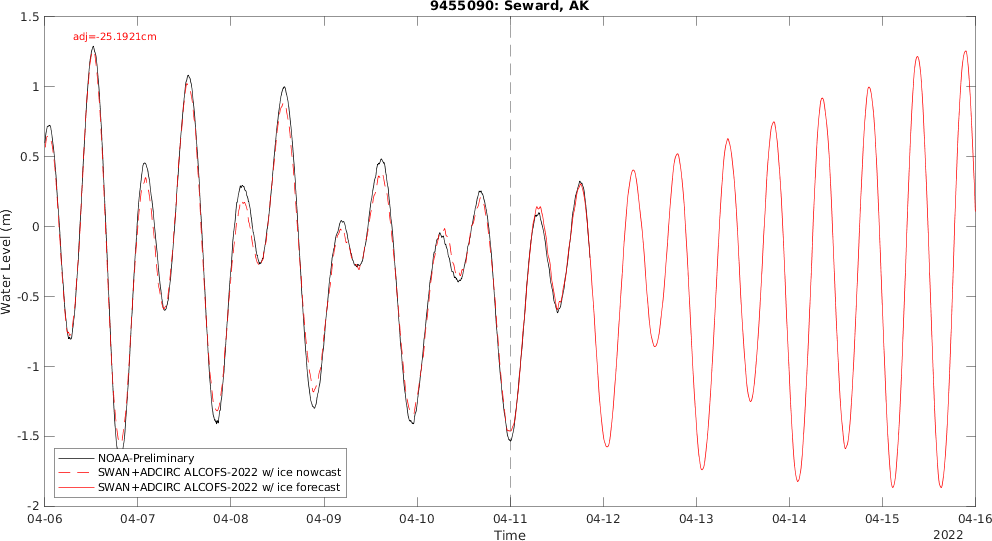 9455090: Seward, AK
adj=-25.1921cm
Water Level (m)
1.5
1
0.5
0
-0.5
-1
-1.5
-2
NOAA-Preliminary
SWAN+ADCIRC ALCOFS-2022 w/ ice nowcast
SWAN+ADCIRC ALCOFS-2022 w/ ice forecast
04-06 04-07 04-08 04-09 04-10 04-11 04-12 04-13 04-14 04-15 04-16
Time
2022